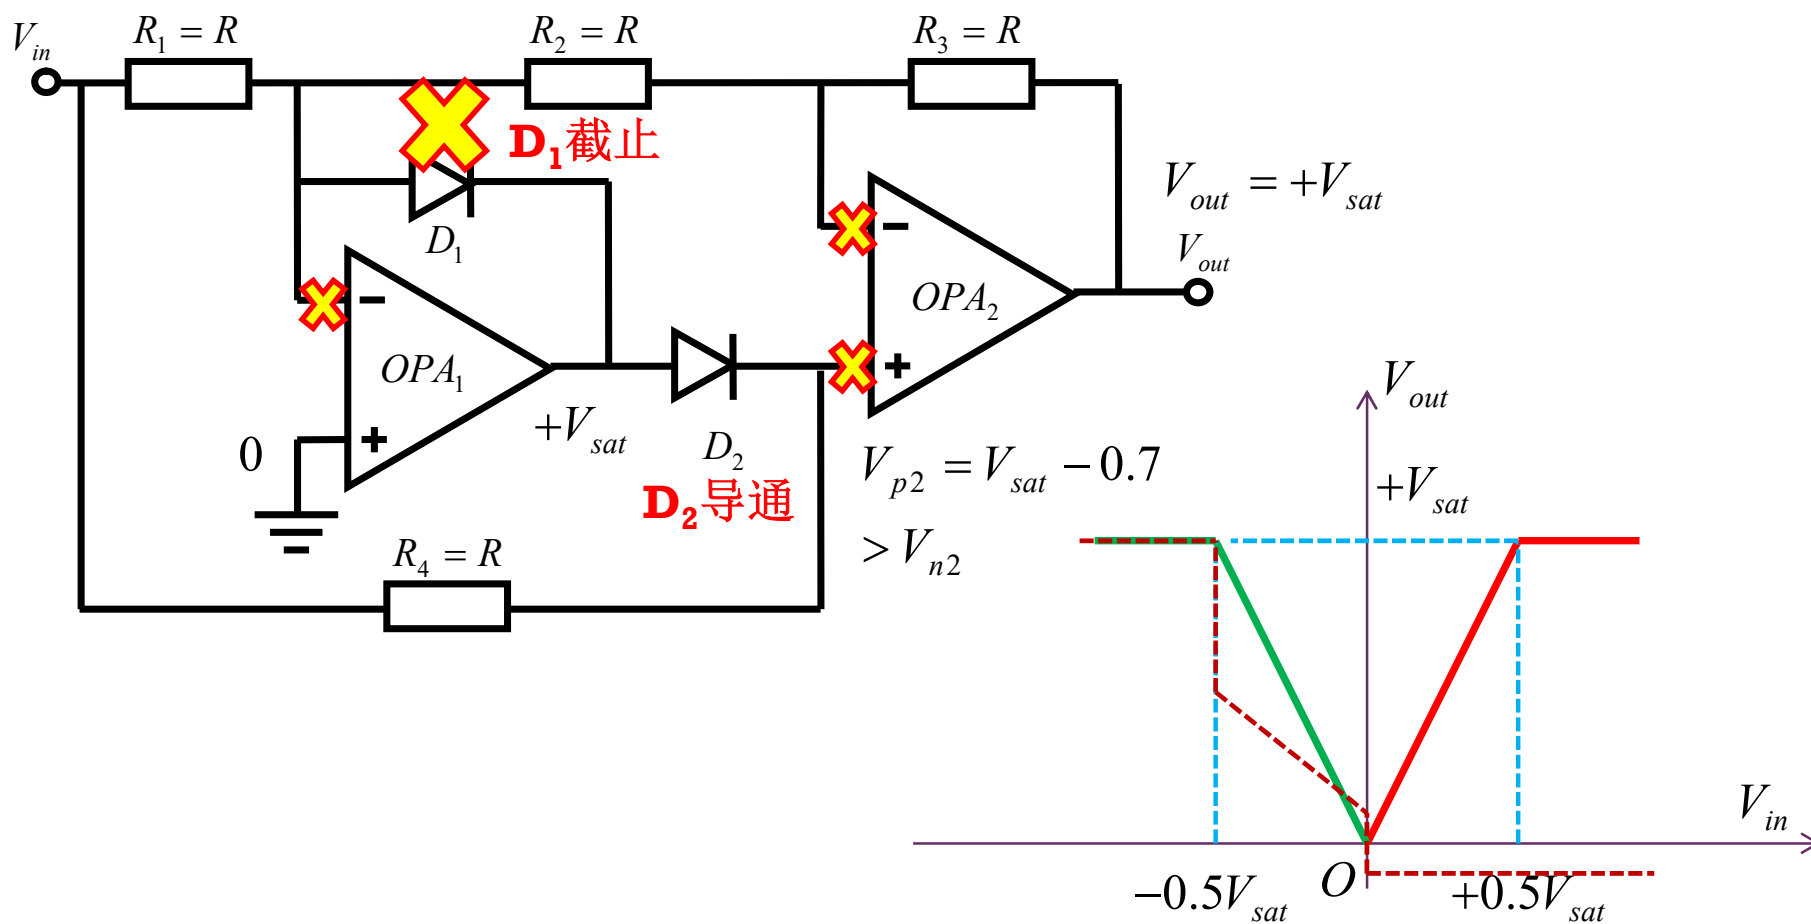 V_in
R_1 = R
R_2 = R
R_3 = R
D_1截止
D_1
V_out = +V_sat
V_out
−
−
OPA_1
OPA_2
+
+
0
+V_sat
D_2
D_2导通
V_p2 = V_sat − 0.7
> V_n2
R_4 = R
V_out
+V_sat
V_in
O
−0.5V_sat
+0.5V_sat